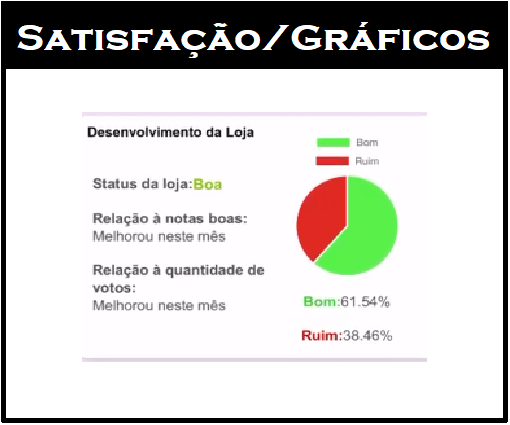 Satisfação/Gráficos
Desenvolvimento da Loja
Bom
Ruim
Status da loja:Boa
Relação à notas boas:
Melhorou neste mês
Relação à quantidade de
votos:
Melhorou neste mês
Bom:61.54%
Ruim:38.46%